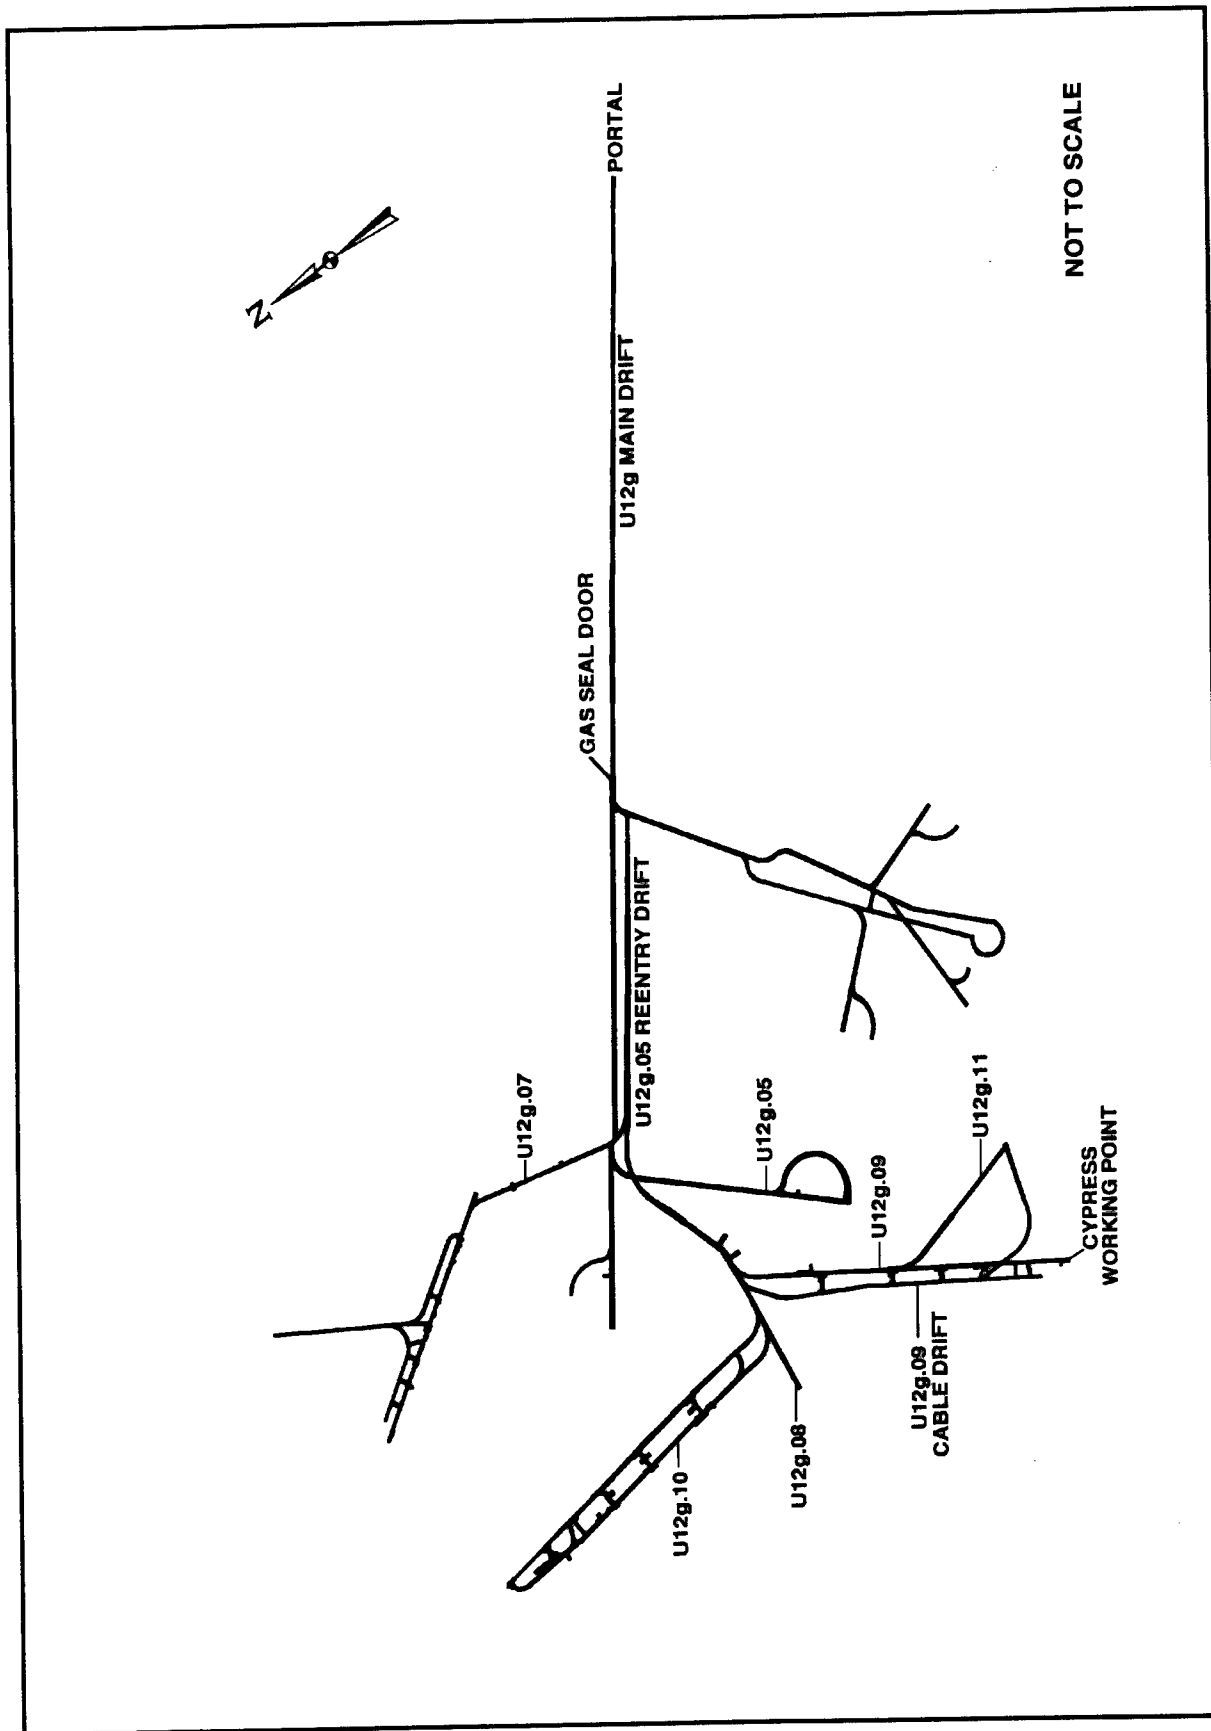 N
PORTAL
NOT TO SCALE
U12g MAIN DRIFT
GAS SEAL DOOR
U12g.05 REENTRY DRIFT
U12g.07
U12g.05
U12g.11
U12g.09
CYPRESS
WORKING POINT
U12g.09
CABLE DRIFT
U12g.08
U12g.10